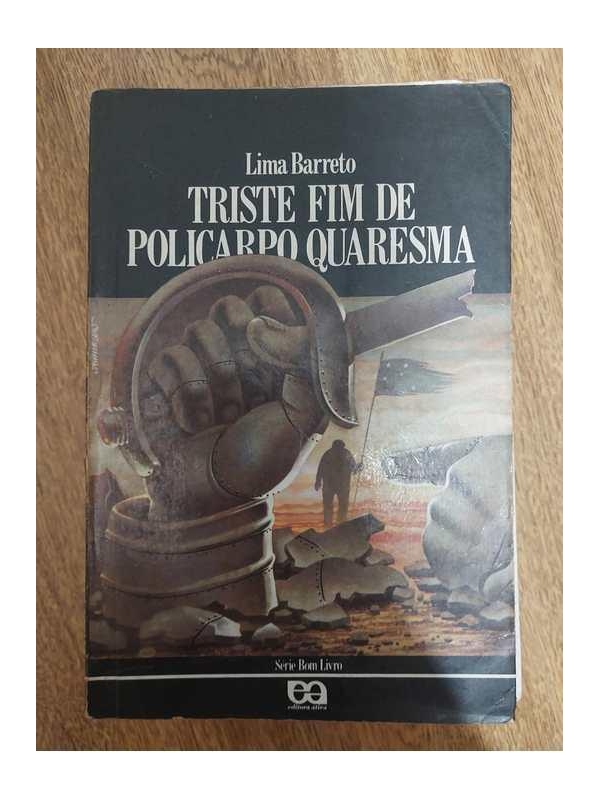 Lima Barreto
TRISTE FIM DE
POLICARPO QUARESMA
Série Bom Livro
editora ática